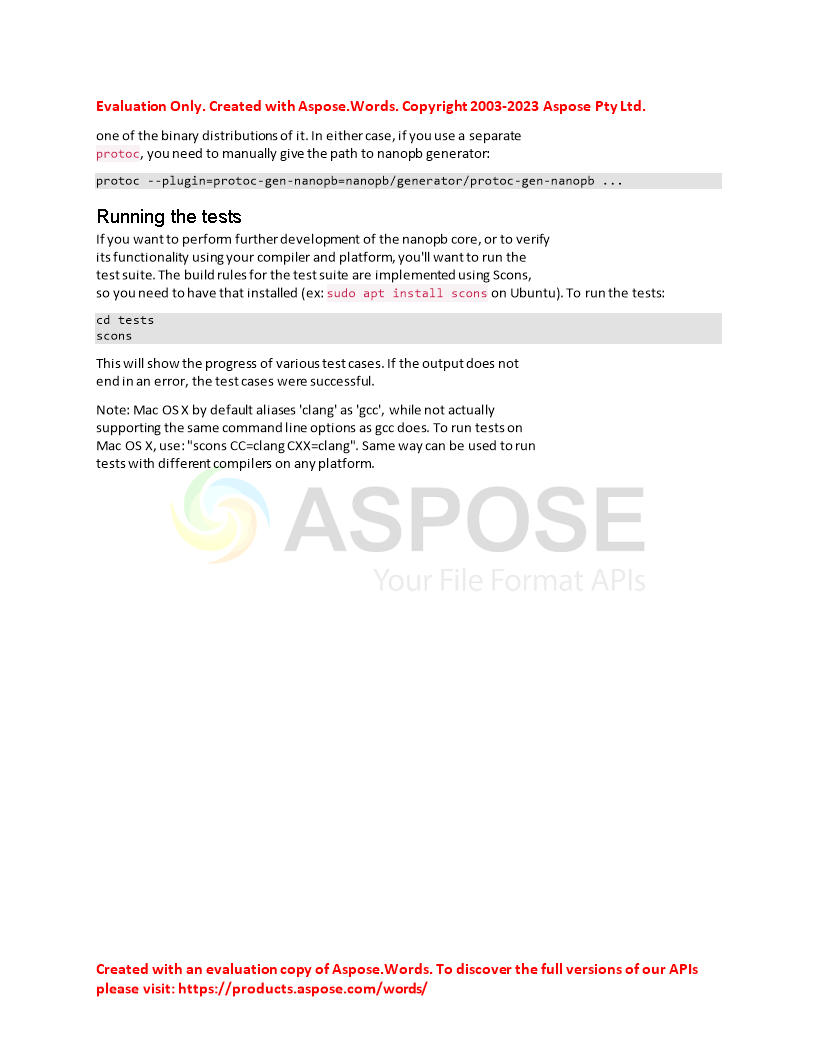 Evaluation Only. Created with Aspose.Words. Copyright 2003-2023 Aspose Pty Ltd.
one of the binary distributions of it. In either case, if you use a separate
protoc, you need to manually give the path to nanopb generator:
protoc --plugin=protoc-gen-nanopb=nanopb/generator/protoc-gen-nanopb ...
Running the tests
If you want to perform further development of the nanopb core, or to verify
its functionality using your compiler and platform, you'll want to run the
test suite. The build rules for the test suite are implemented using Scons,
so you need to have that installed (ex: sudo apt install scons on Ubuntu). To run the tests:
cd tests
scons
This will show the progress of various test cases. If the output does not
end in an error, the test cases were successful.
Note: Mac OS X by default aliases 'clang' as 'gcc', while not actually
supporting the same command line options as gcc does. To run tests on
Mac OS X, use: "scons CC=clang CXX=clang". Same way can be used to run
tests with different compilers on any platform.
ASPOSE
Your File Format APIs
Created with an evaluation copy of Aspose.Words. To discover the full versions of our APIs
please visit: https://products.aspose.com/words/